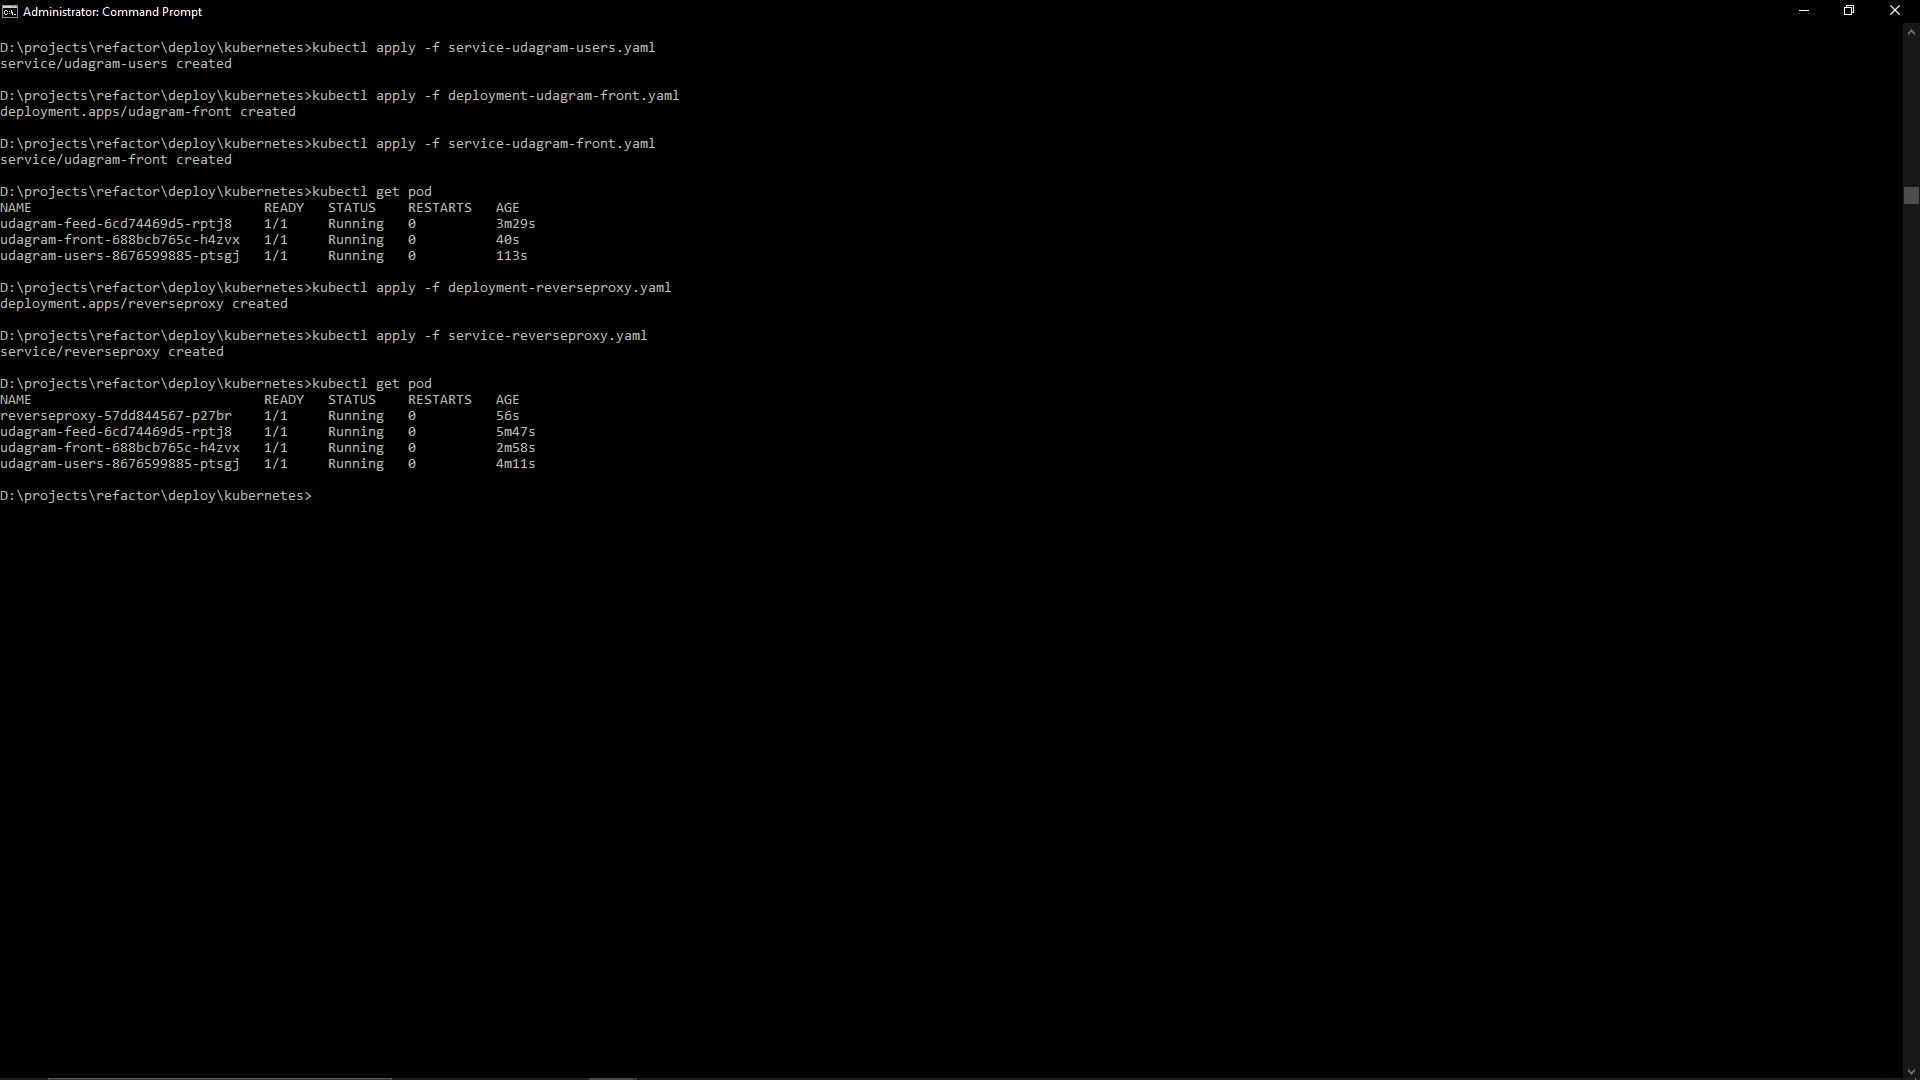 Administrator: Command Prompt
D:\projects\refactor\deploy\kubernetes>kubectl apply -f service-udagram-users.yaml
service/udagram-users created
D:\projects\refactor\deploy\kubernetes>kubectl apply -f deployment-udagram-front.yaml
deployment.apps/udagram-front created
D:\projects\refactor\deploy\kubernetes>kubectl apply -f service-udagram-front.yaml
service/udagram-front created
D:\projects\refactor\deploy\kubernetes>kubectl get pod
NAME                             READY   STATUS    RESTARTS   AGE
udagram-feed-6cd74469d5-rptj8    1/1     Running   0          3m29s
udagram-front-688bcb765c-h4zvx   1/1     Running   0          40s
udagram-users-8676599885-ptsgj   1/1     Running   0          113s
D:\projects\refactor\deploy\kubernetes>kubectl apply -f deployment-reverseproxy.yaml
deployment.apps/reverseproxy created
D:\projects\refactor\deploy\kubernetes>kubectl apply -f service-reverseproxy.yaml
service/reverseproxy created
D:\projects\refactor\deploy\kubernetes>kubectl get pod
NAME                             READY   STATUS    RESTARTS   AGE
reverseproxy-57dd844567-p27br    1/1     Running   0          56s
udagram-feed-6cd74469d5-rptj8    1/1     Running   0          5m47s
udagram-front-688bcb765c-h4zvx   1/1     Running   0          2m58s
udagram-users-8676599885-ptsgj   1/1     Running   0          4m11s
D:\projects\refactor\deploy\kubernetes>